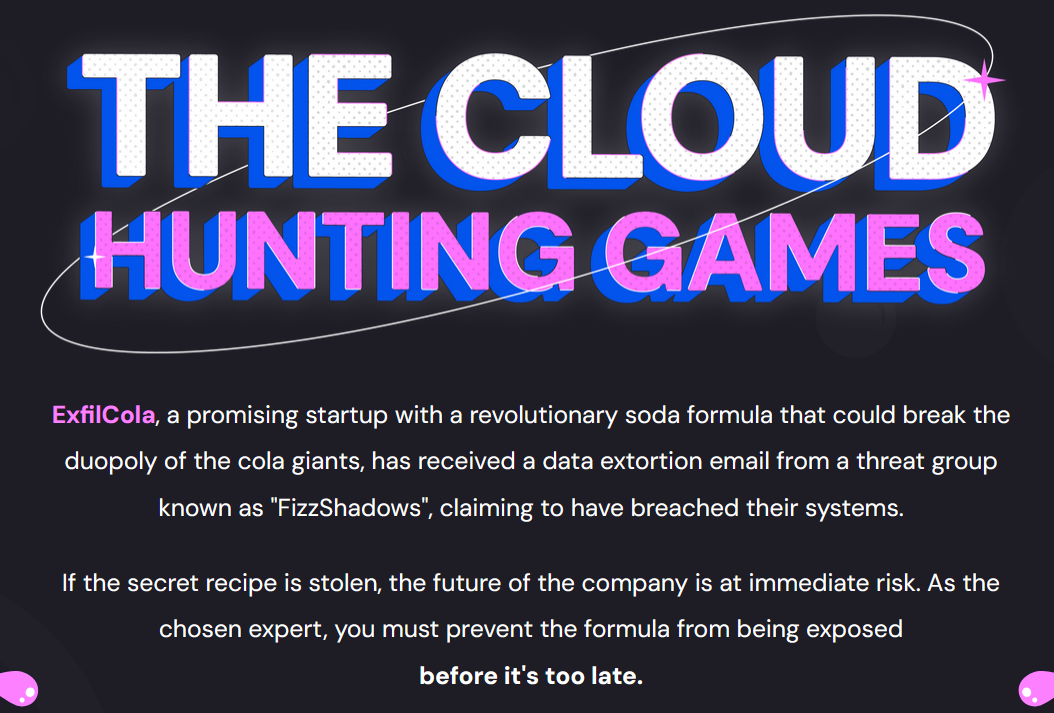 THE CLOUD
HUNTING GAMES
ExfilCola, a promising startup with a revolutionary soda formula that could break the
duopoly of the cola giants, has received a data extortion email from a threat group
known as "FizzShadows", claiming to have breached their systems.
If the secret recipe is stolen, the future of the company is at immediate risk. As the
chosen expert, you must prevent the formula from being exposed
before it's too late.